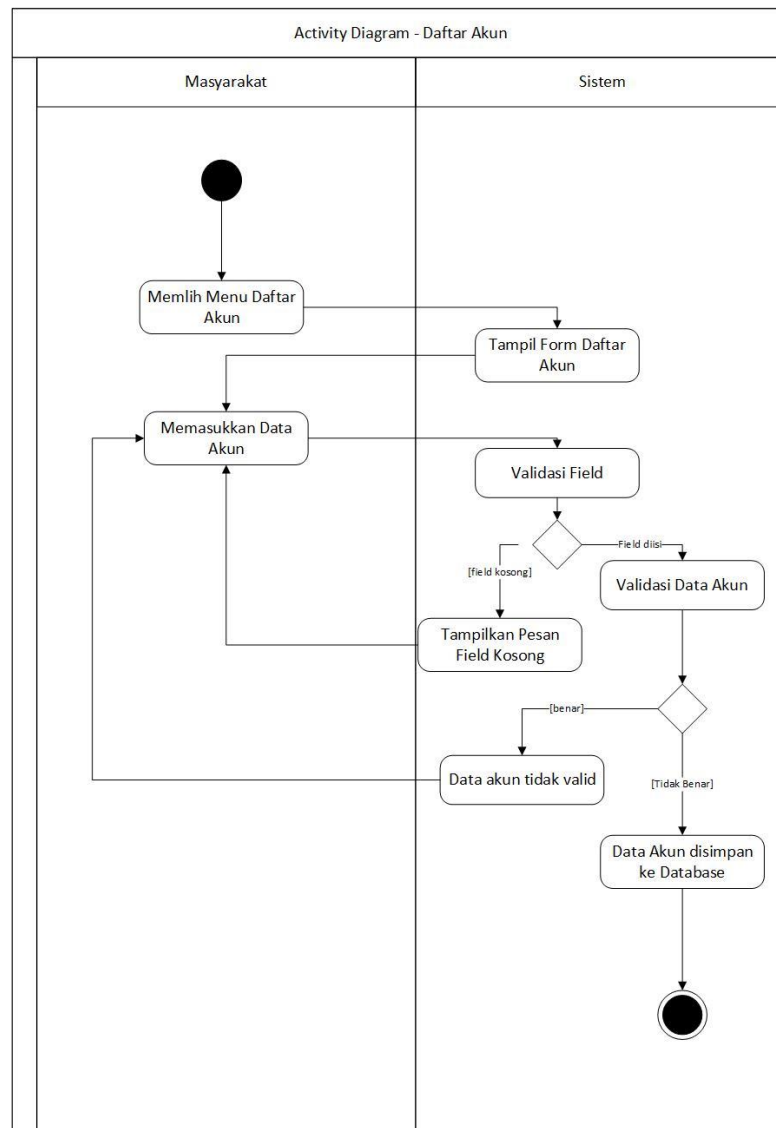 Activity Diagram - Daftar Akun
Masyarakat
Sistem
Memlih Menu Daftar
Akun
Tampil Form Daftar
Akun
Memasukkan Data
Akun
Validasi Field
Field diisi
[field kosong]
Validasi Data Akun
Tampilkan Pesan
Field Kosong
[benar]
Data akun tidak valid
[Tidak Benar]
Data Akun disimpan
ke Database